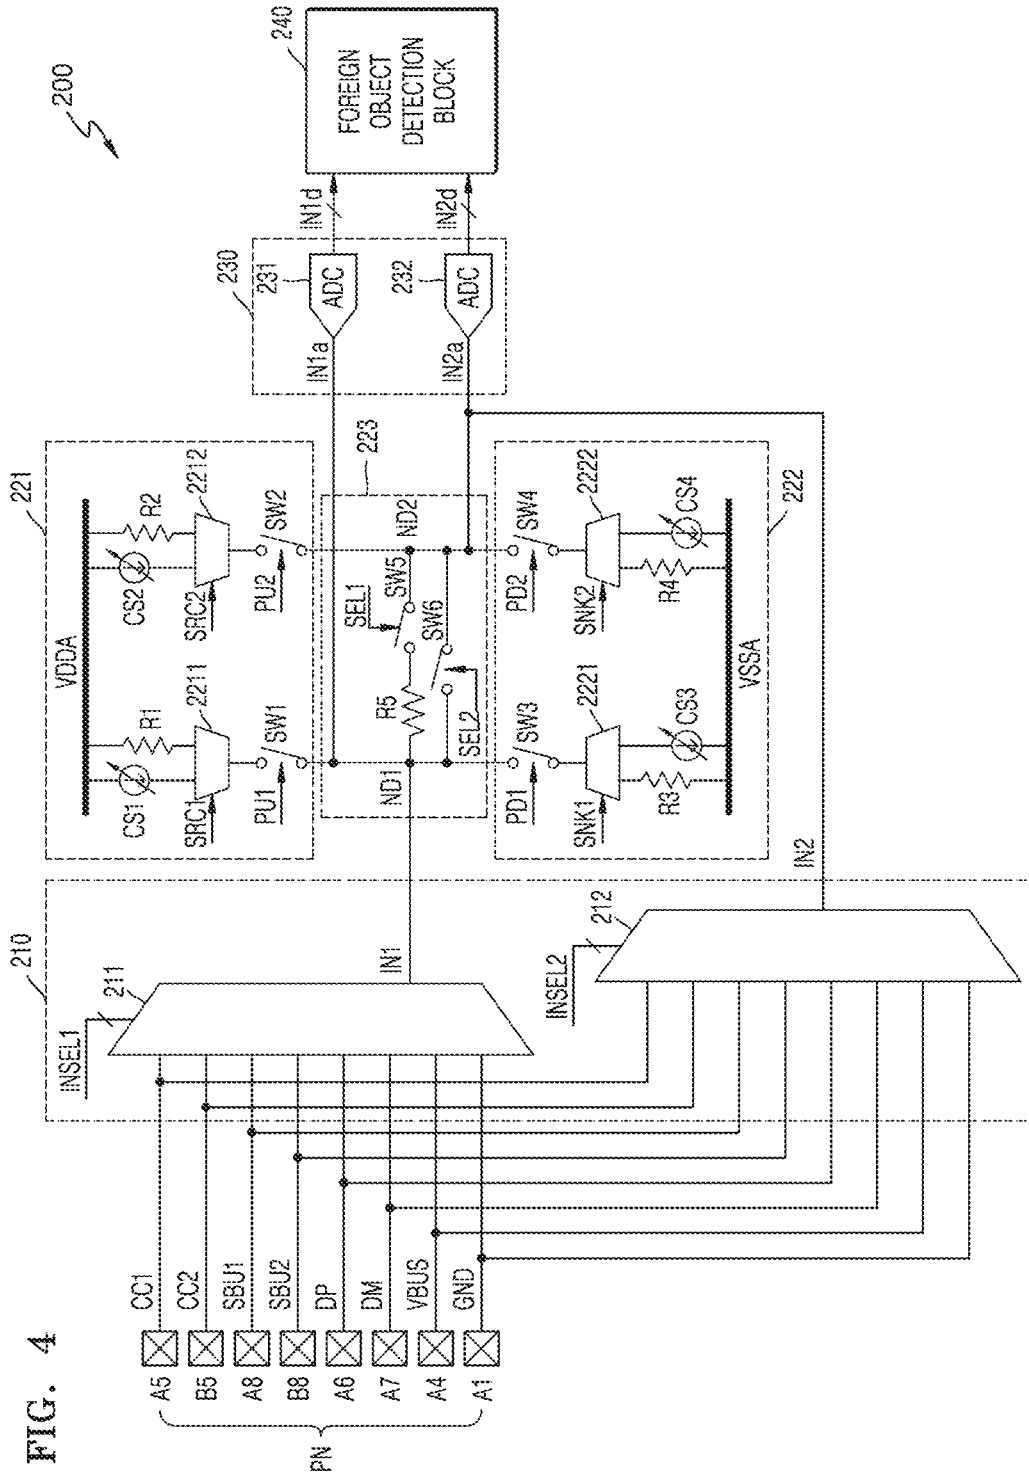 FIG. 4
200
PN
A5
B5
A8
B8
A6
A7
A4
A1
CC1
CC2
SBU1
SBU2
DP
DM
VBUS
GND
210
INSEL1
211
IN1
INSEL2
212
IN2
221
VDDA
CS1
R1
SRC1
2211
PU1
SW1
CS2
R2
SRC2
2212
PU2
SW2
223
ND1
R5
SEL1
SW5
ND2
SW6
SEL2
PD1
SW3
SNK1
2221
R3
CS3
PD2
SW4
SNK2
2222
R4
CS4
VSSA
222
230
IN1a
231
ADC
IN1d
IN2a
232
ADC
IN2d
240
FOREIGN
OBJECT
DETECTION
BLOCK